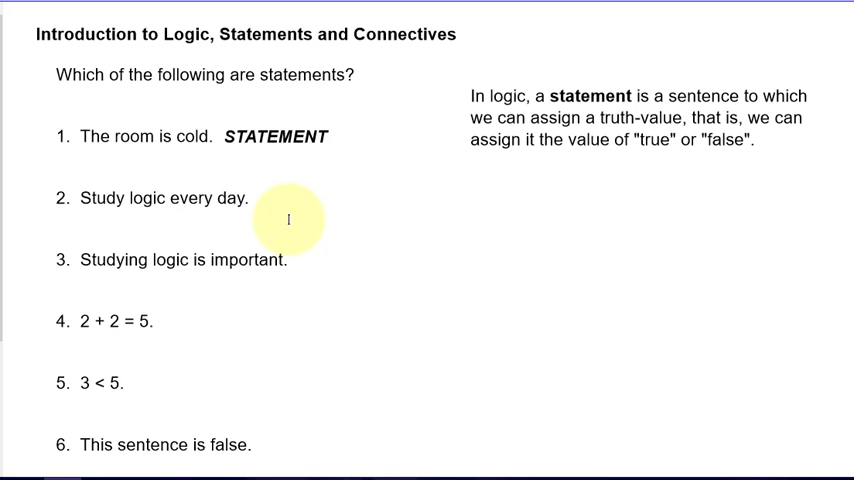 Introduction to Logic, Statements and Connectives
Which of the following are statements?
In logic, a statement is a sentence to which
we can assign a truth-value, that is, we can
assign it the value of "true" or "false".
1. The room is cold. STATEMENT
2. Study logic every day.
3. Studying logic is important.
4. 2 + 2 = 5.
5. 3 < 5.
6. This sentence is false.